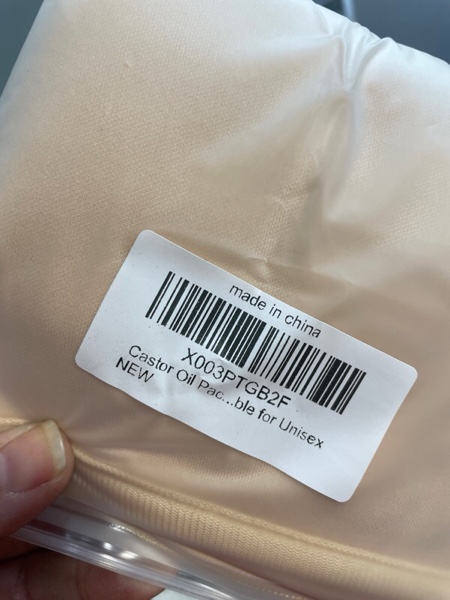 made in china
X003PTGB2F
Castor Oil Pac...ble for Unisex
NEW